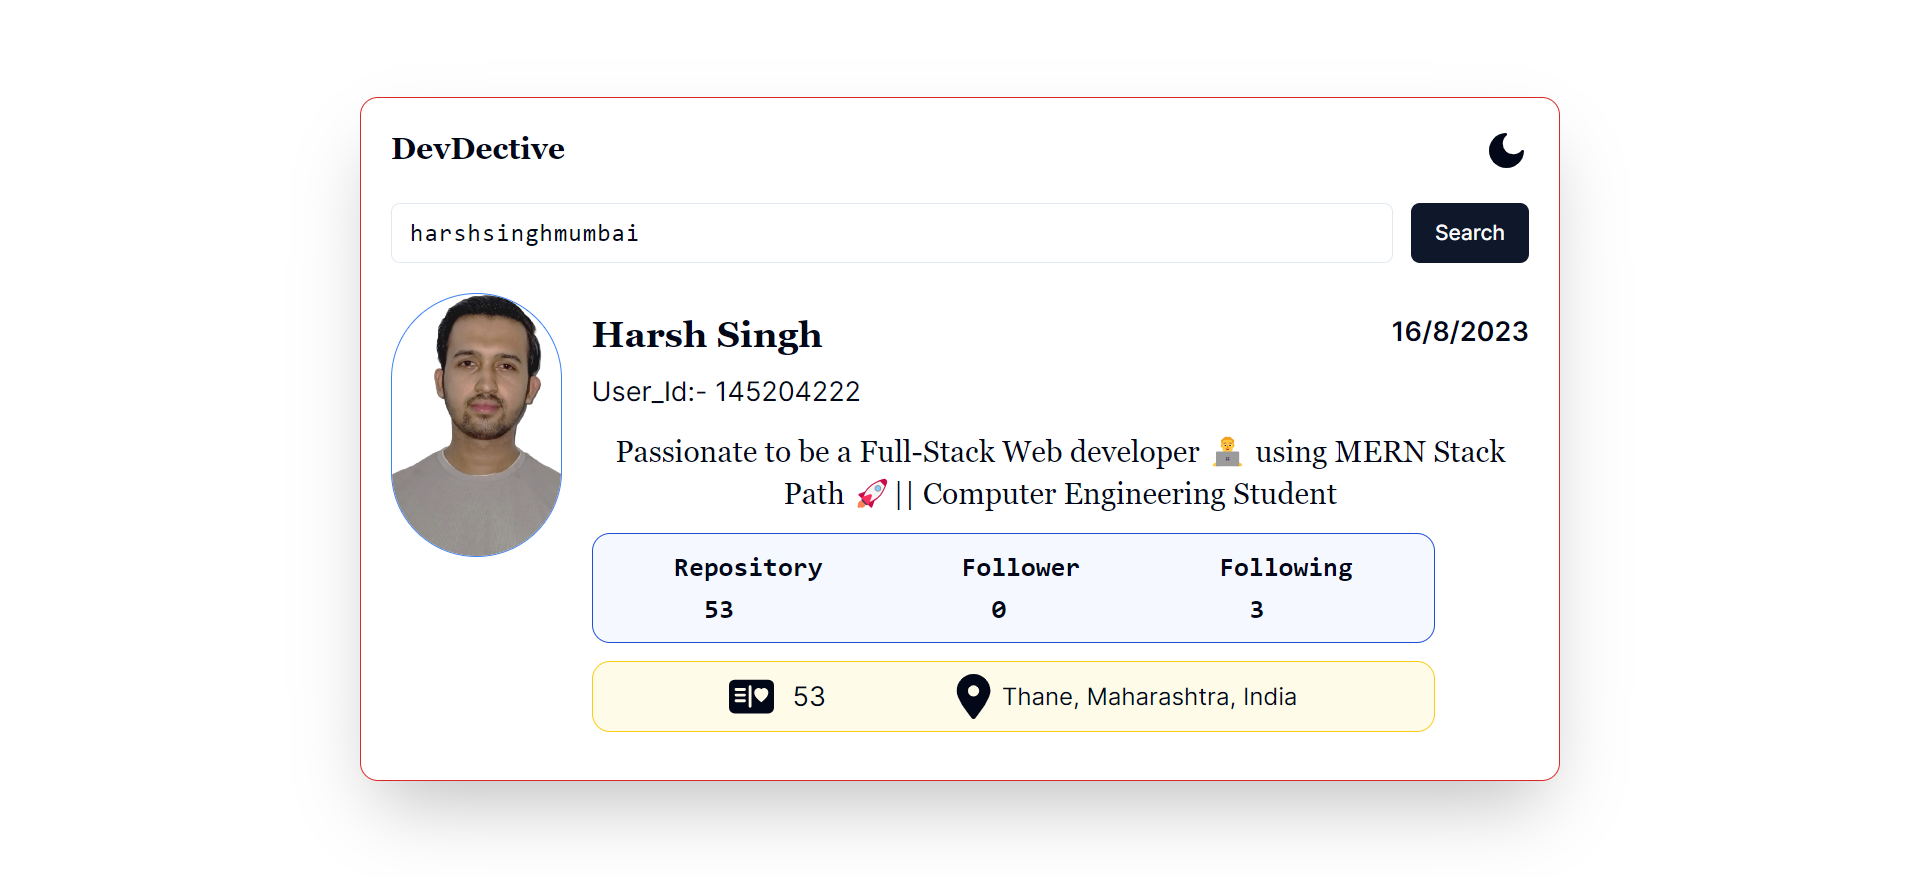 DevDective
harshsinghmumbai
Search
Harsh Singh
16/8/2023
User_Id:- 145204222
Passionate to be a Full-Stack Web developer 👨‍💻 using MERN Stack
Path 🚀|| Computer Engineering Student
Repository Follower Following
53 0 3
53 Thane, Maharashtra, India